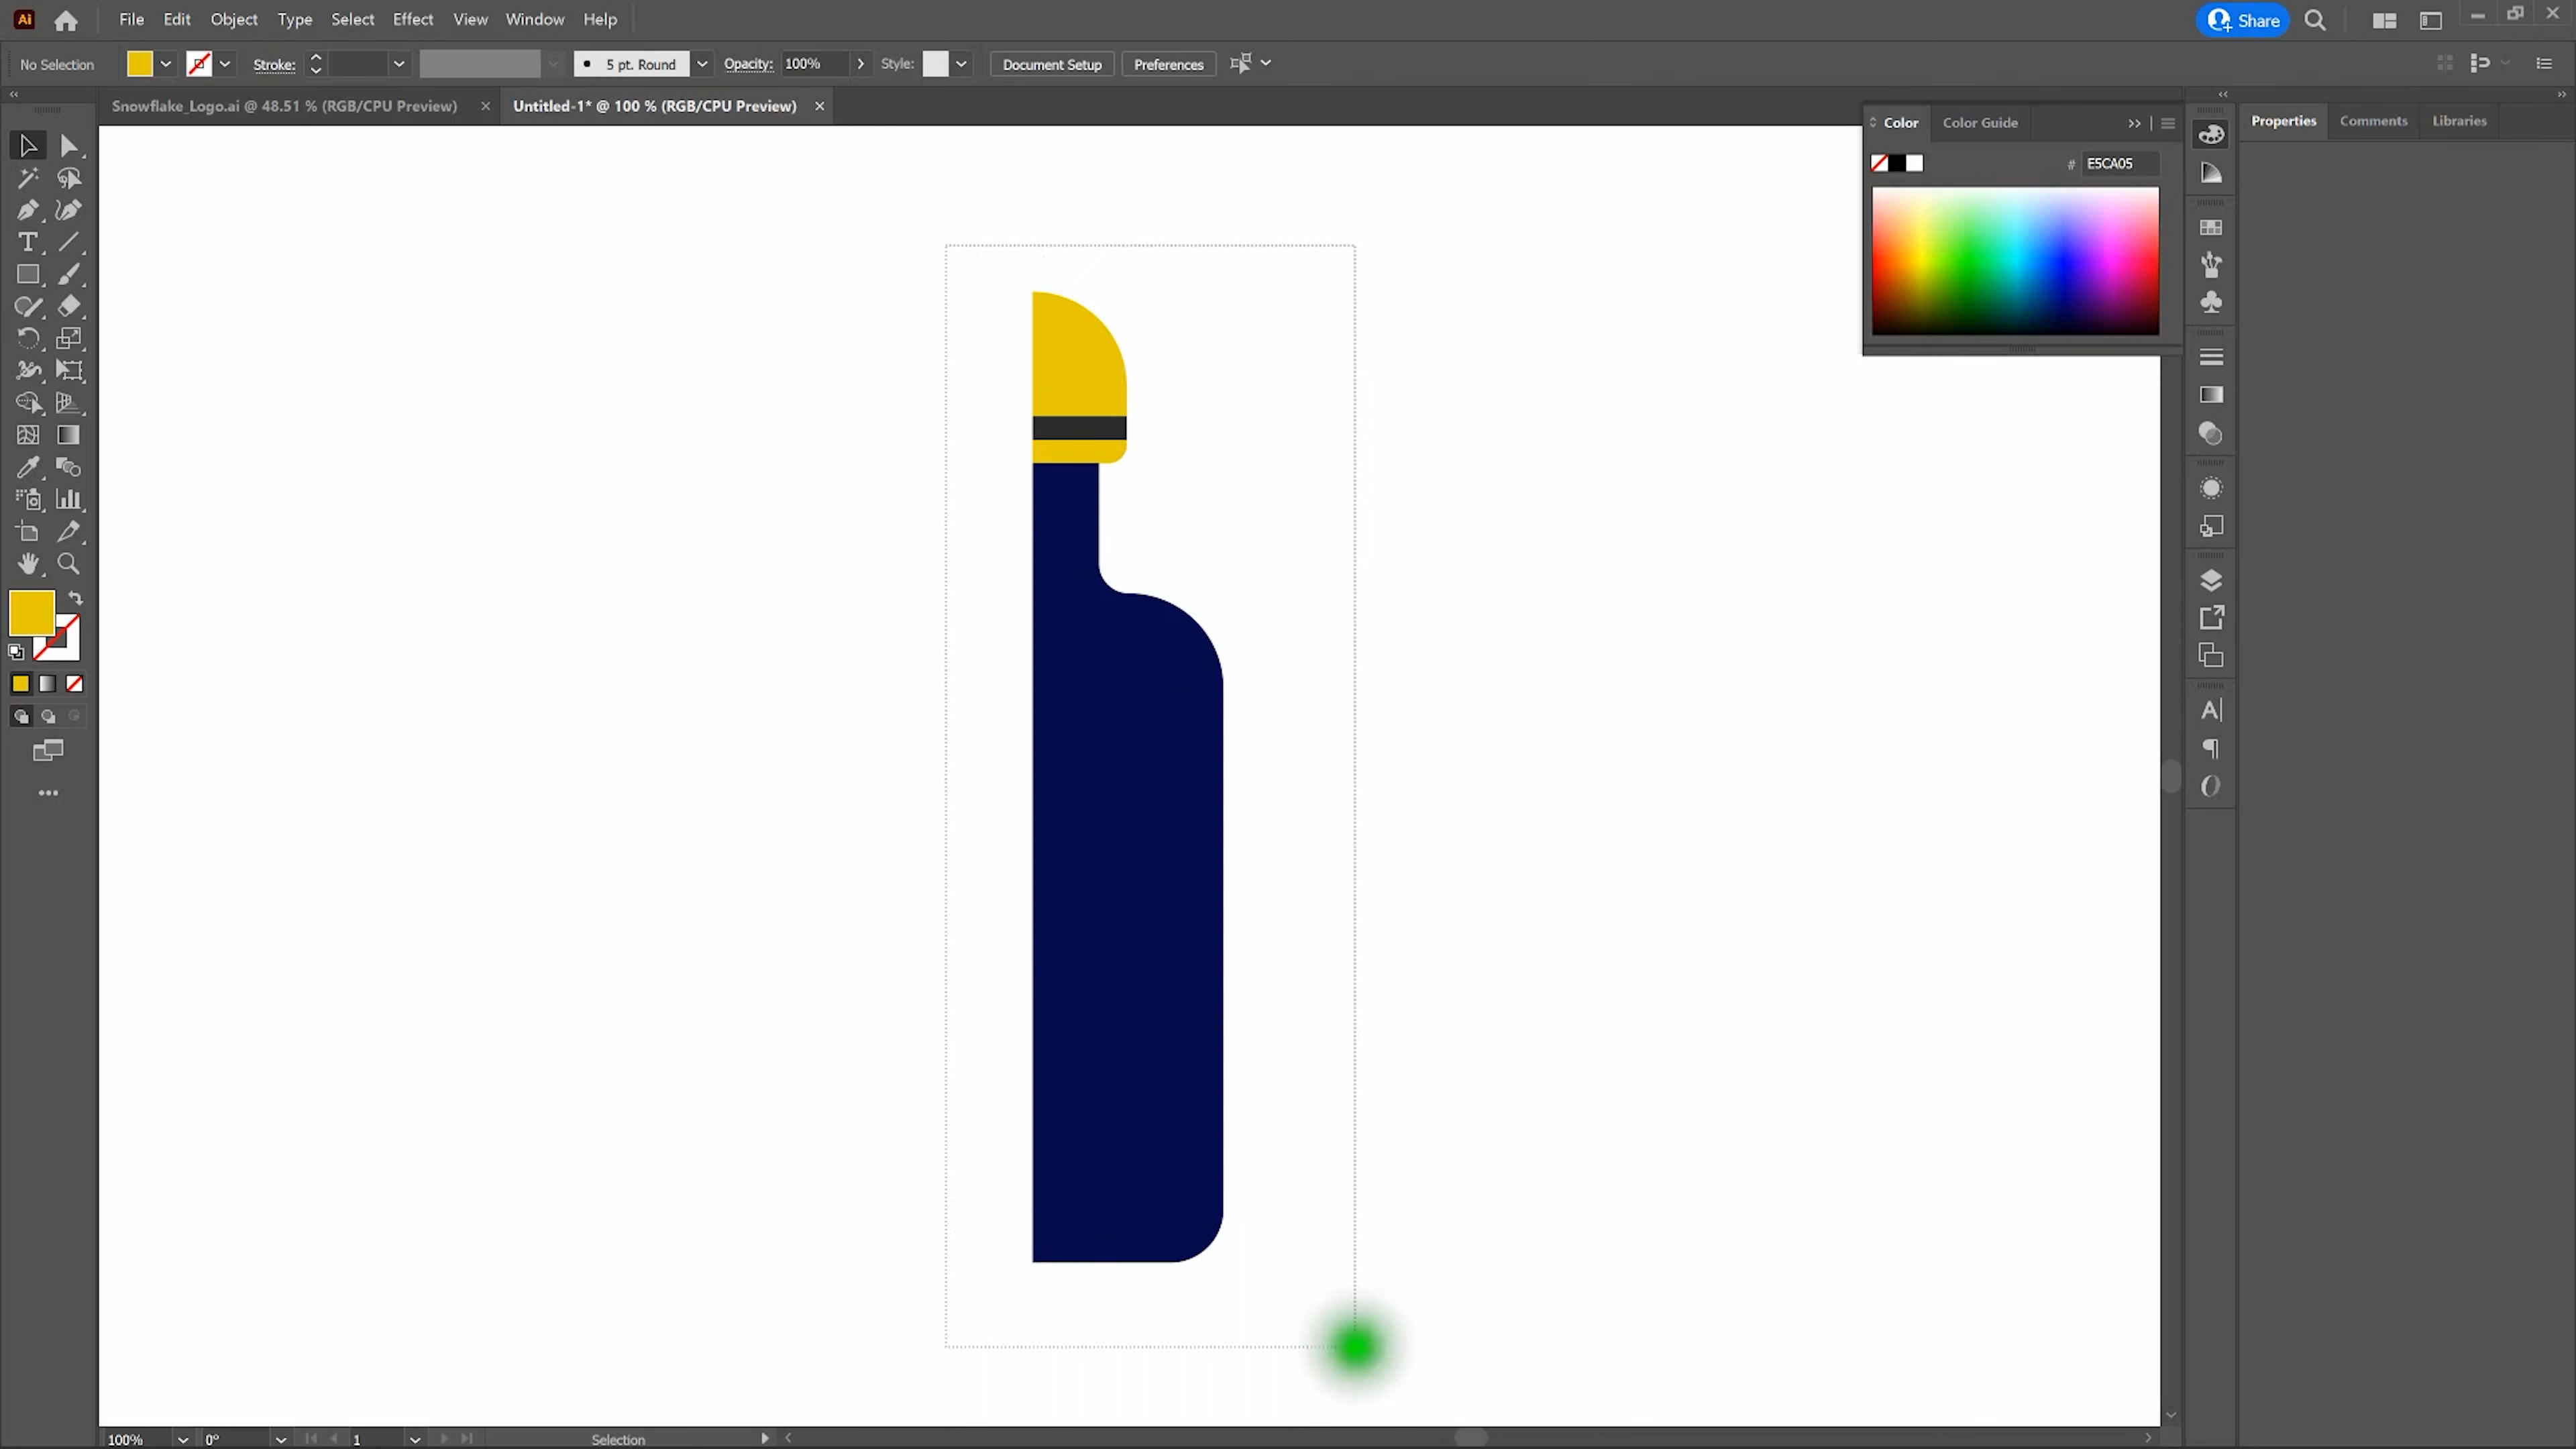 Ai File Edit Object Type Select Effect View Window Help Share
No Selection Stroke: 5 pt. Round Opacity: 100% Style: Document Setup Preferences
Snowflake_Logo.ai @ 48.51 % (RGB/CPU Preview) Untitled-1* @ 100 % (RGB/CPU Preview)
Color Color Guide
# E5CA05
Properties Comments Libraries
100% 0° 1 Selection